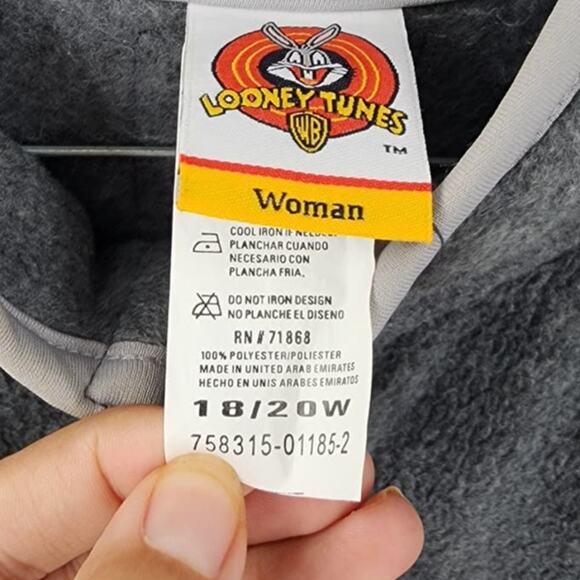 LOONEY TUNES
WB
TM
Woman
COOL IRON IF NEEDED
PLANCHAR CUANDO
NECESARIO CON
PLANCHA FRIA.
DO NOT IRON DESIGN
NO PLANCHE EL DISENO
RN # 71868
100% POLYESTER/POLIESTER
MADE IN UNITED ARAB EMIRATES
HECHO EN UNIS ARABES EMIRATOS
18/20W
758315-01185-2